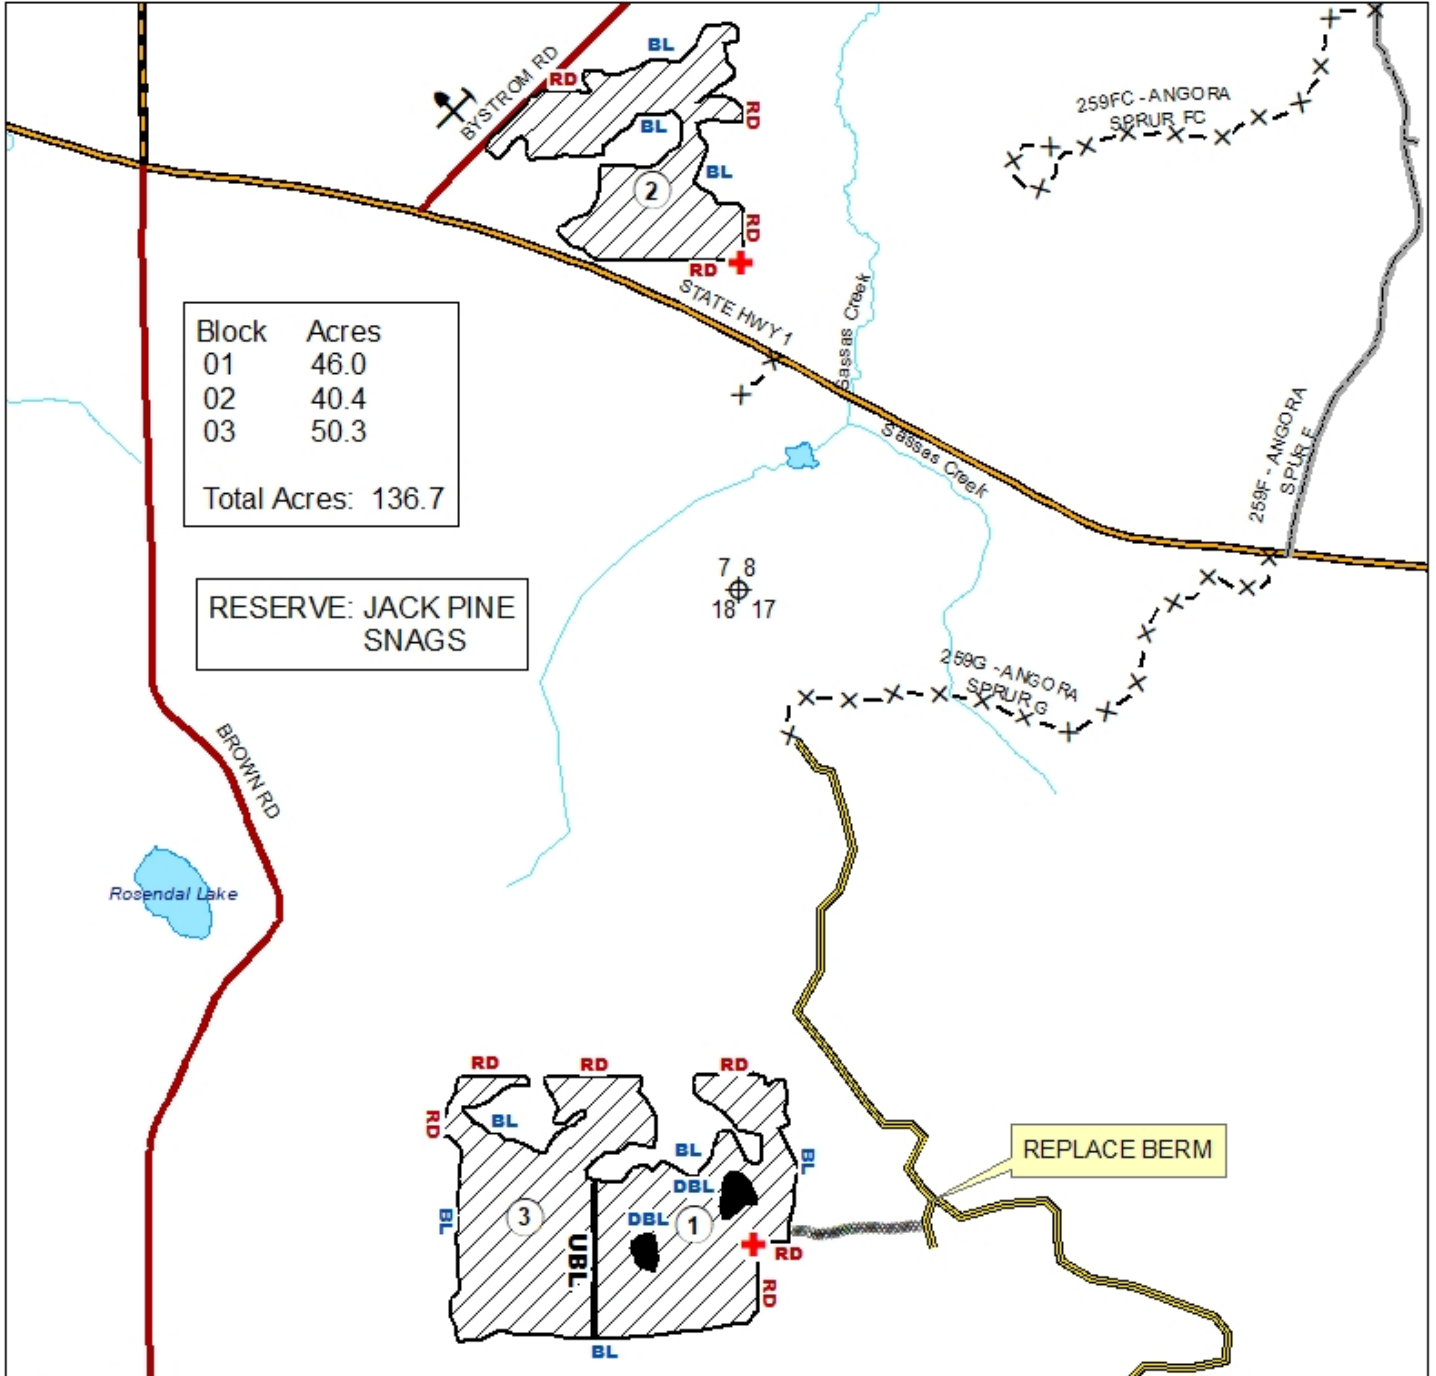 BL
BYSTROM RD
RD
RD
BL
259FC - ANGORA
SPRUR FC
BL
2
RD
RD
STATE HWY 1
Sassas Creek
Block Acres
01 46.0
02 40.4
03 50.3
Total Acres: 136.7
Sassas Creek
259F - ANGORA
SPUR F
7 8
18 17
RESERVE: JACK PINE
SNAGS
259G - ANGORA
SPRUR G
BROWN RD
Rosendal Lake
RD
RD
RD
RD
BL
BL
BL
REPLACE BERM
DBL
BL
3
DBL
1
UBL
RD
RD
BL